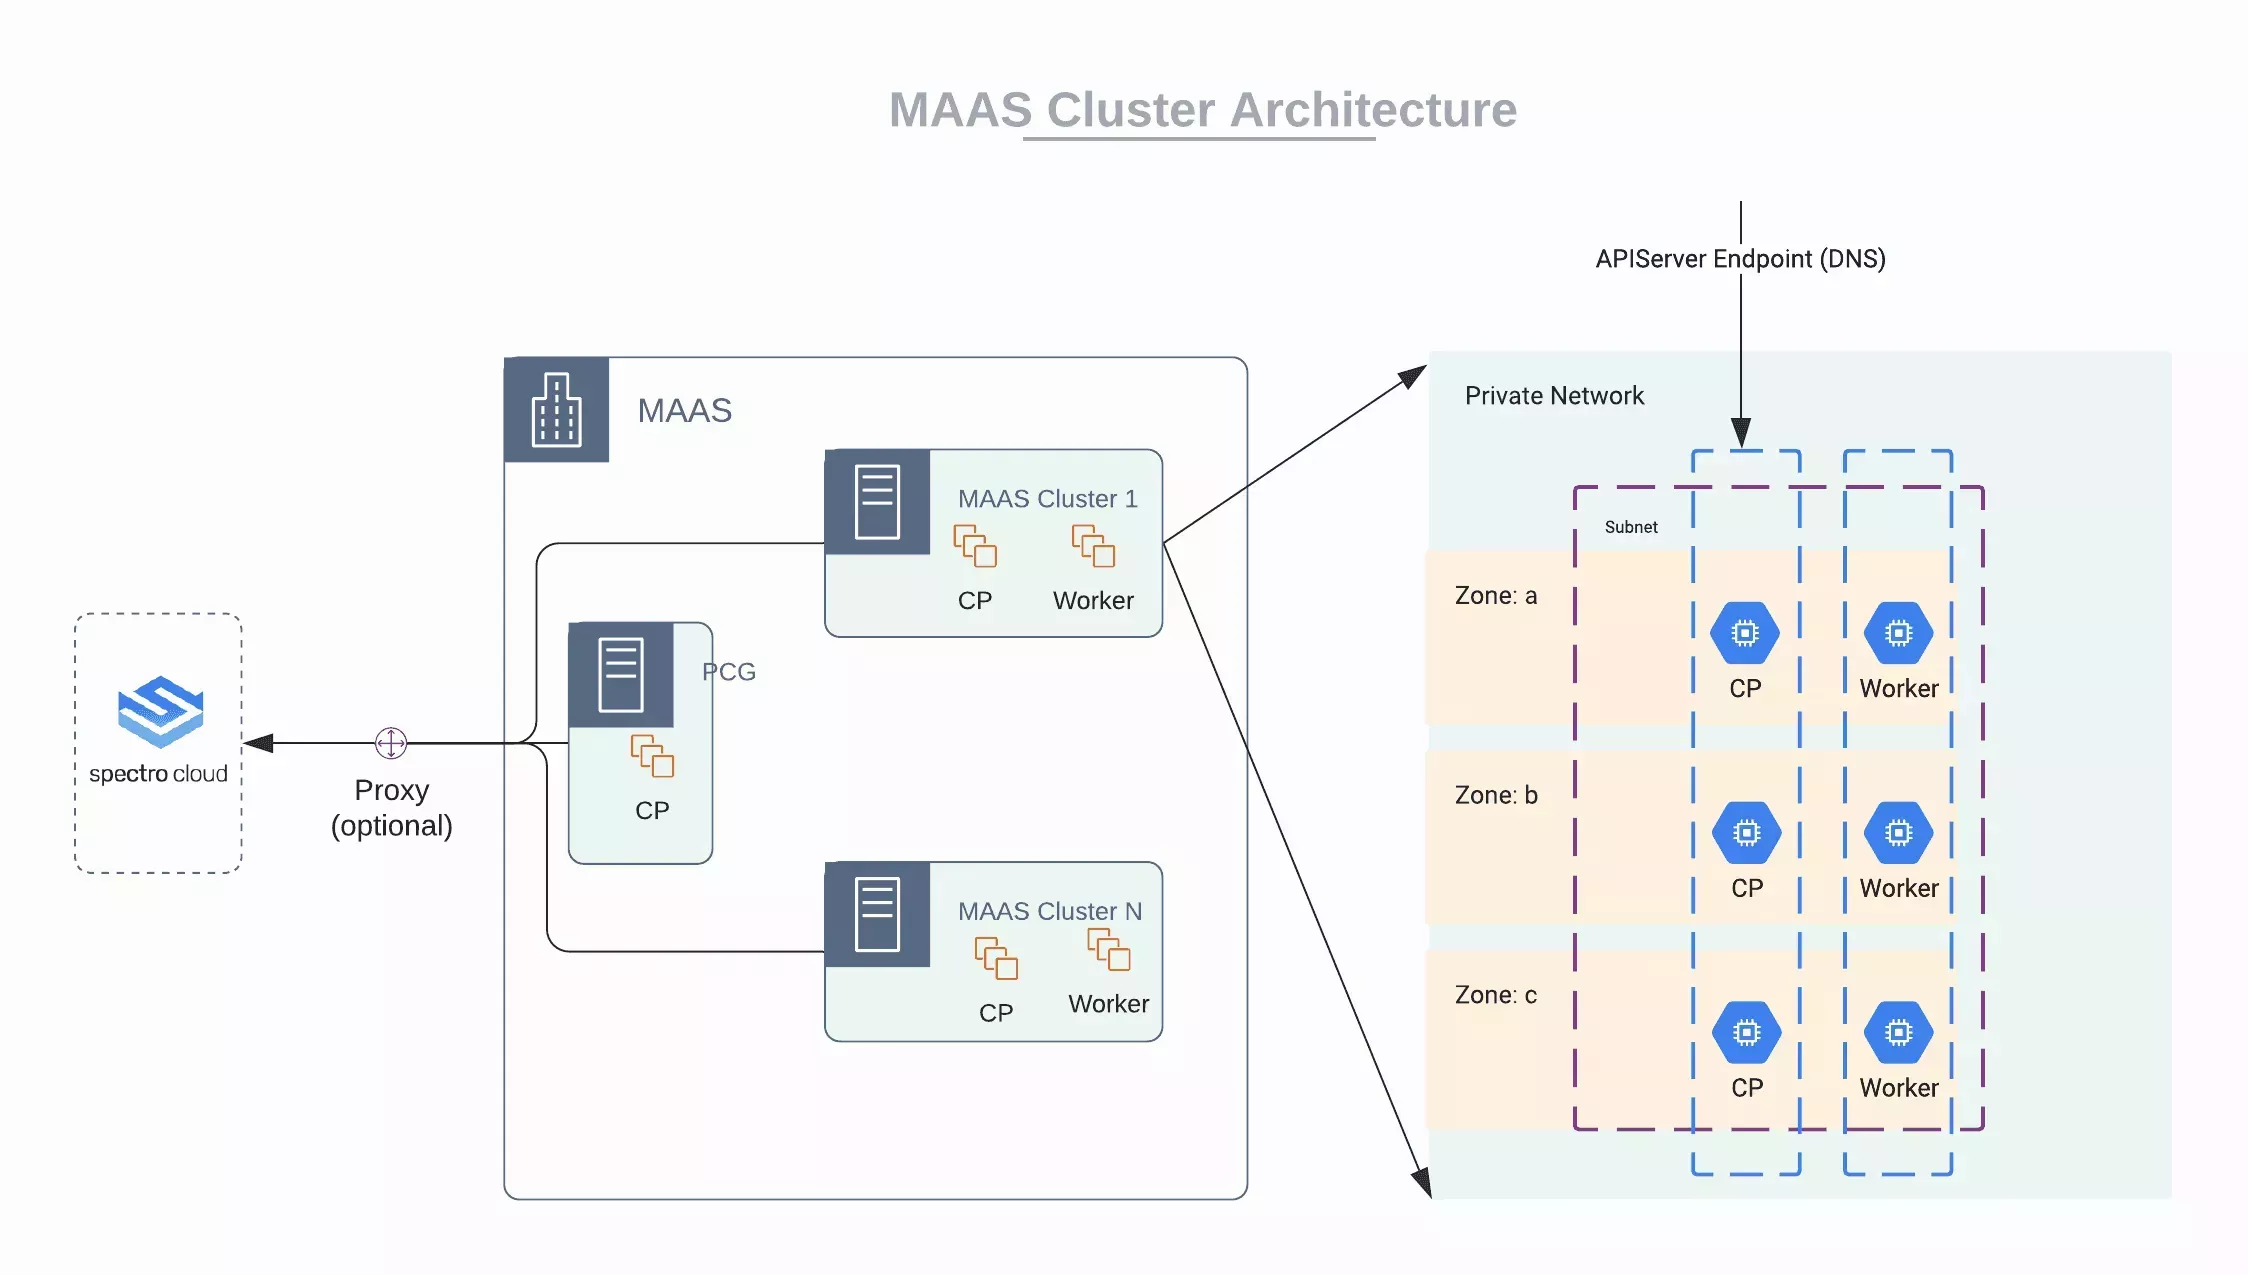 MAAS Cluster Architecture
APIServer Endpoint (DNS)
MAAS
MAAS Cluster 1
CP
Worker
PCG
CP
MAAS Cluster N
CP
Worker
spectro cloud
Proxy
(optional)
Private Network
Subnet
Zone: a
CP
Worker
Zone: b
CP
Worker
Zone: c
CP
Worker